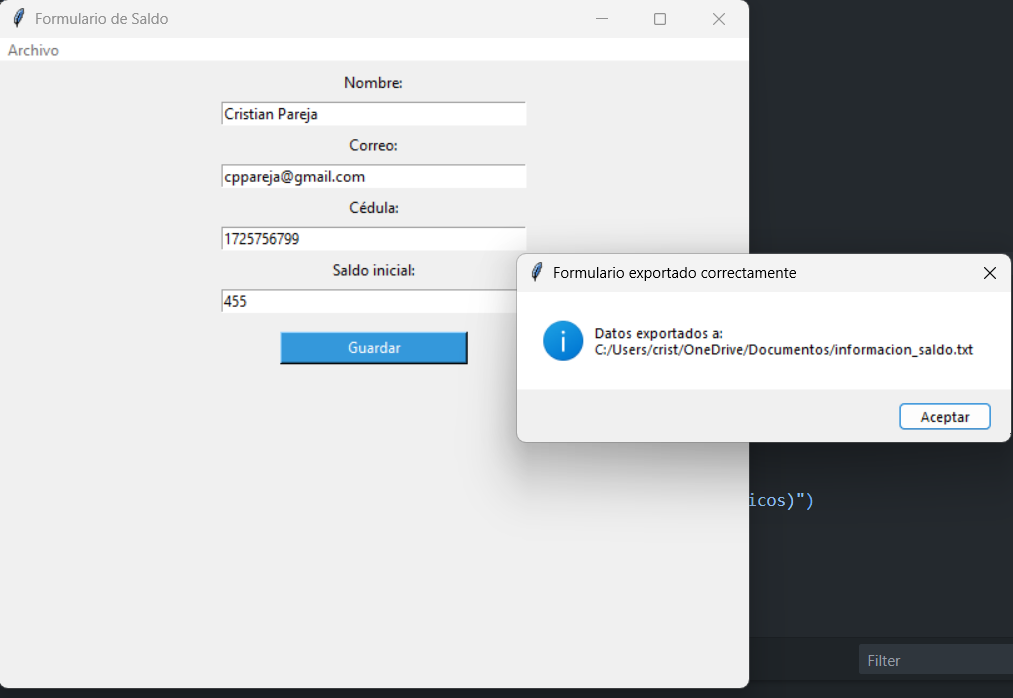 Formulario de Saldo
Archivo
Nombre:
Cristian Pareja
Correo:
cppareja@gmail.com
Cédula:
1725756799
Saldo inicial:
455
Guardar
Formulario exportado correctamente
Datos exportados a:
C:/Users/crist/OneDrive/Documentos/informacion_saldo.txt
Aceptar
icos)")
Filter